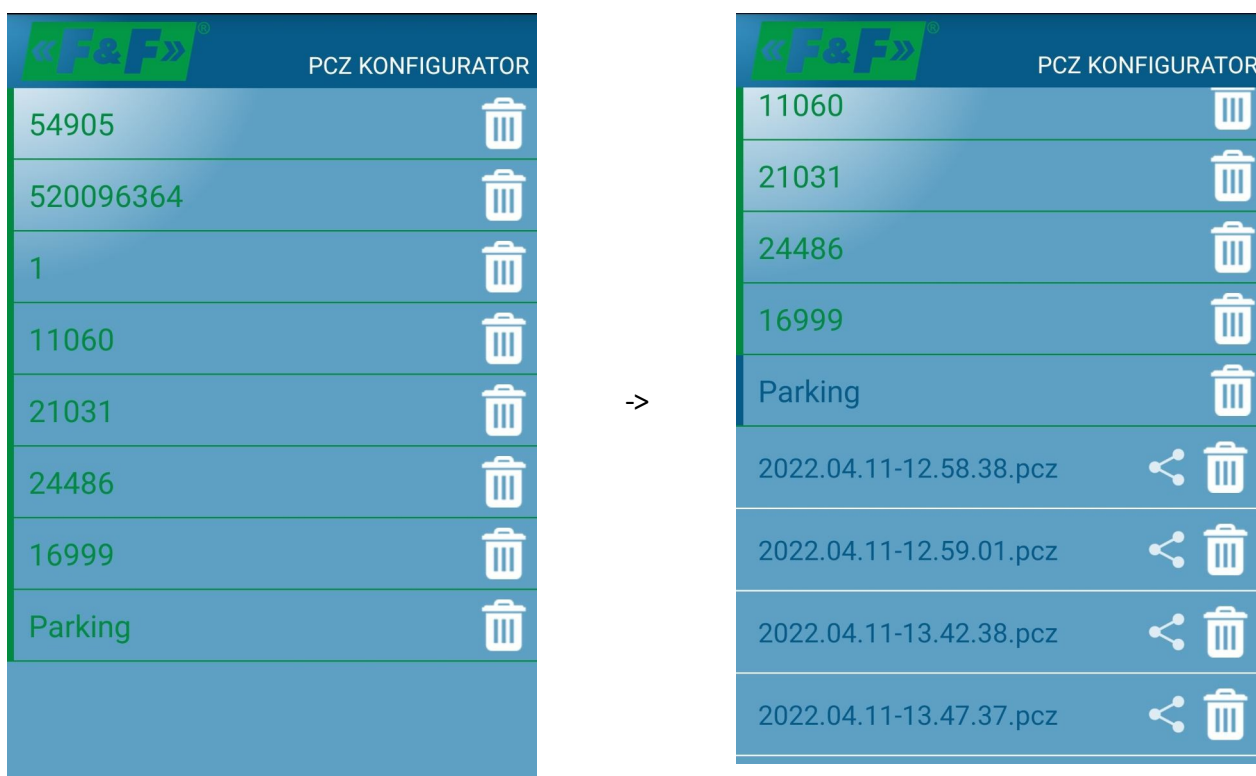 «F&F»®
PCZ KONFIGURATOR
54905
520096364
1
11060
21031
24486
16999
Parking
->
«F&F»®
PCZ KONFIGURATOR
11060
21031
24486
16999
Parking
2022.04.11-12.58.38.pcz
2022.04.11-12.59.01.pcz
2022.04.11-13.42.38.pcz
2022.04.11-13.47.37.pcz